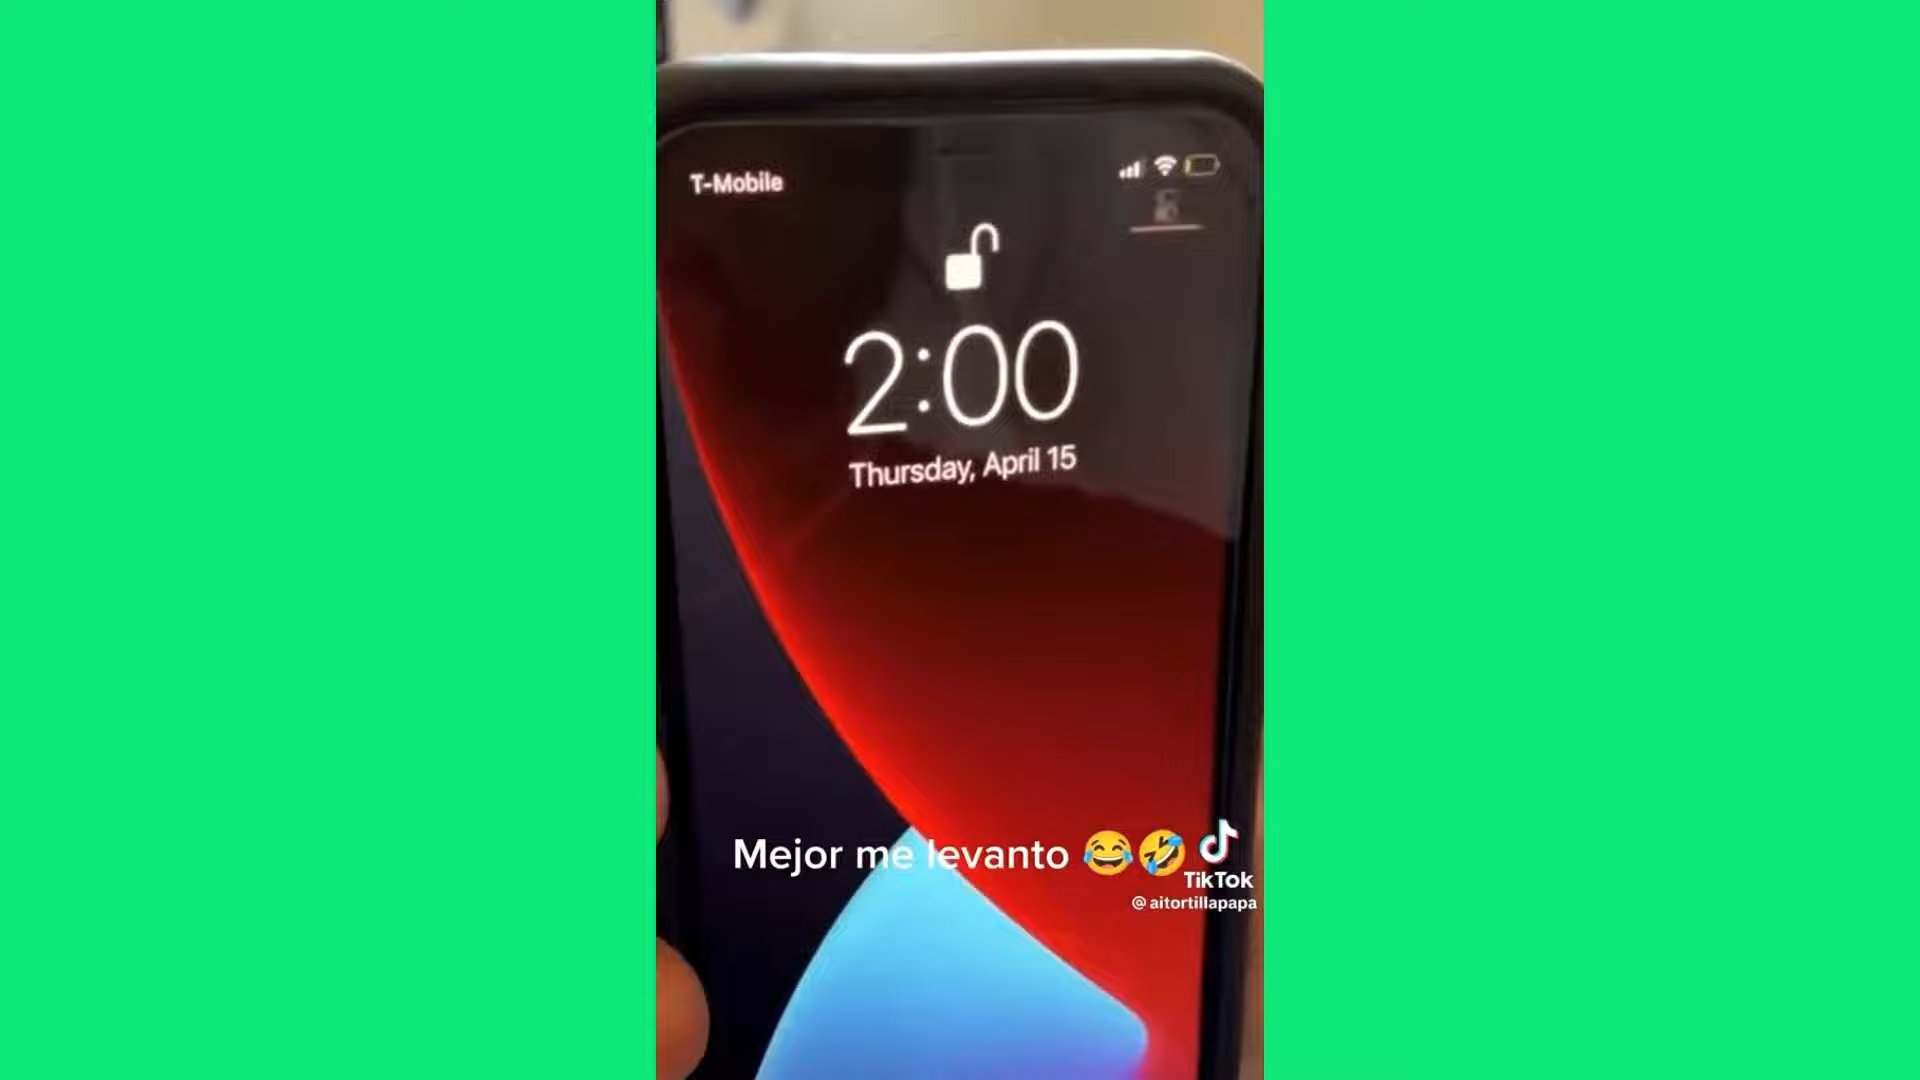 T-Mobile
2:00
Thursday, April 15
Mejor me levanto 😂🤣
TikTok
@aitortillapapa